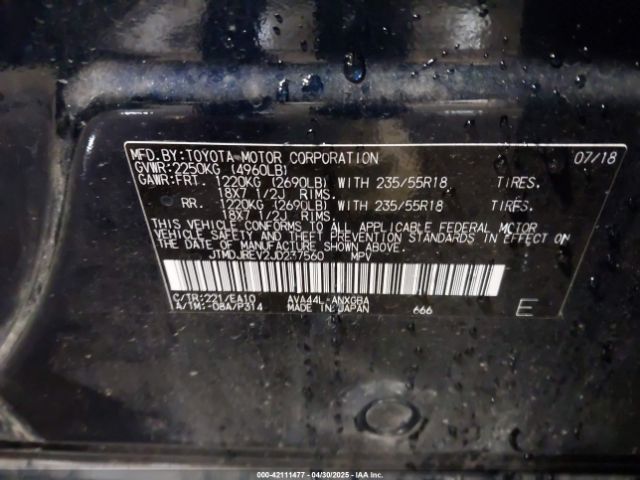 MFD.BY:TOYOTA MOTOR CORPORATION 07/18
GVWR:2250KG (4960LB)
GAWR:FRT. 1220KG (2690LB) WITH 235/55R18 TIRES.
18X7 1/2J RIMS.
RR. 1220KG (2690LB) WITH 235/55R18 TIRES.
18X7 1/2J RIMS.
THIS VEHICLE CONFORMS TO ALL APPLICABLE FEDERAL MOTOR
VEHICLE SAFETY AND THEFT PREVENTION STANDARDS IN EFFECT ON
THE DATE OF MANUFACTURE SHOWN ABOVE.
JTMDJREV2JD237560 MPV
C/TR:221/EA10 AVA44L-ANXGBA
A/TM:-08A/P314 MADE IN JAPAN 666 E
000-42111477 - 04/30/2025 - IAA Inc.